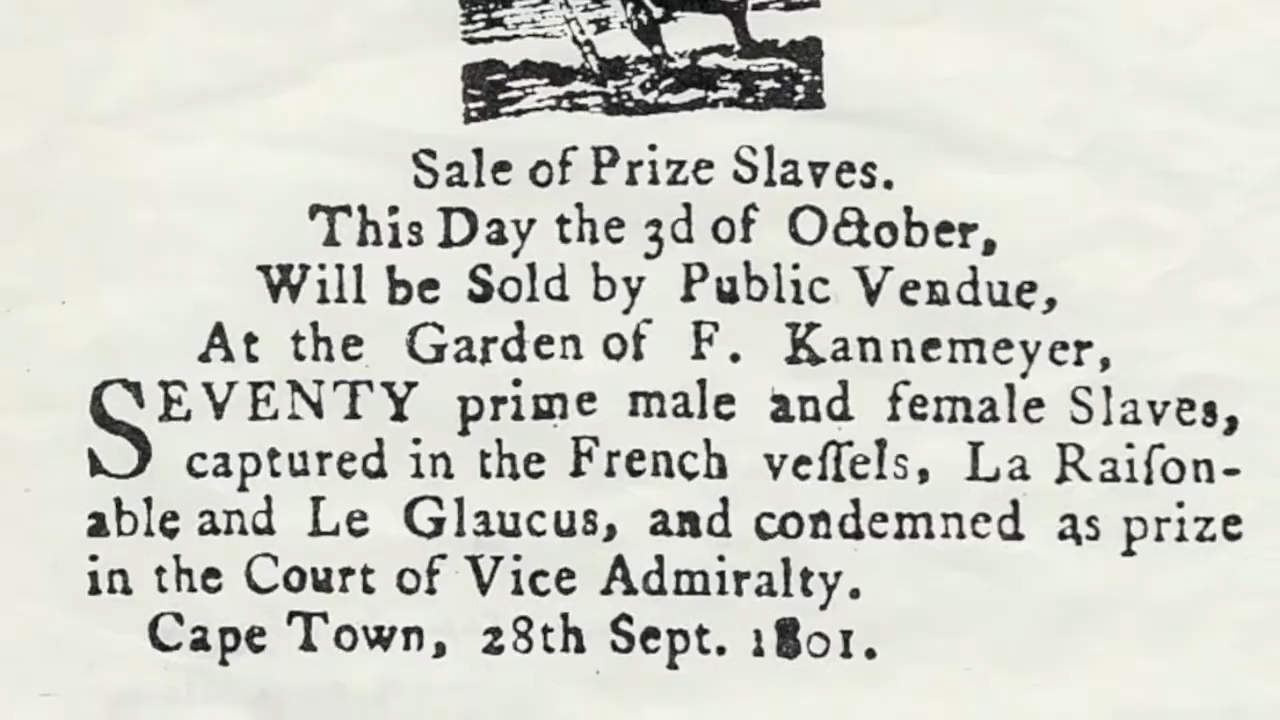 Sale of Prize Slaves.
This Day the 3d of October,
Will be Sold by Public Vendue,
At the Garden of F. Kannemeyer,
SEVENTY prime male and female Slaves,
captured in the French veſſels, La Raiſon-
able and Le Glaucus, and condemned as prize
in the Court of Vice Admiralty.
Cape Town, 28th Sept. 1801.